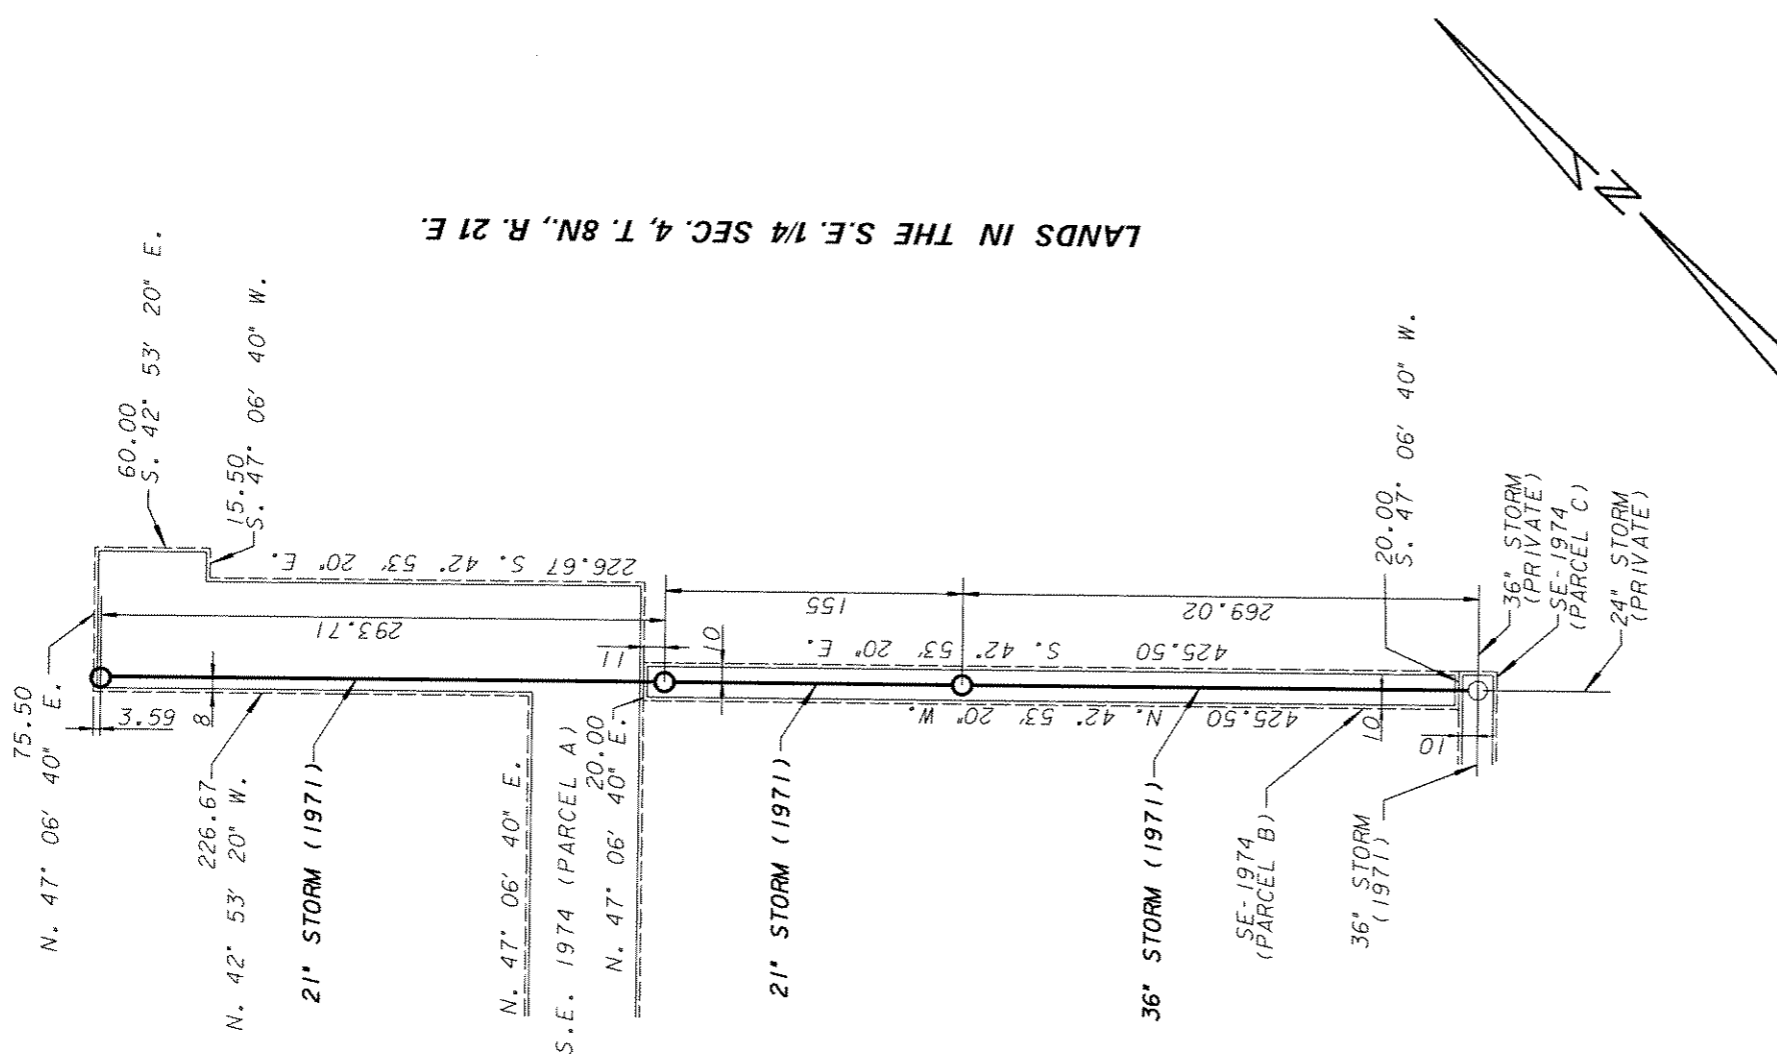 LANDS IN THE S.E. 1/4 SEC. 4, T. 8N., R. 21 E.
N
75.50
N. 47° 06' 40" E.
60.00
S. 42° 53' 20" E.
15.50
S. 47° 06' 40" W.
226.67 S. 42° 53' 20" E.
293.71
3.59
8
226.67
N. 42° 53' 20" W.
21" STORM (1971)
N. 47° 06' 40" E.
S.E. 1974 (PARCEL A)
20.00
N. 47° 06' 40" E.
11
10
155
269.02
425.50 S. 42° 53' 20" E.
425.50 N. 42° 53' 20" W.
21" STORM (1971)
36" STORM (1971)
20.00
S. 47° 06' 40" W.
10
10
SE-1974
(PARCEL B)
36" STORM
(1971)
36" STORM
(PRIVATE)
SE-1974
(PARCEL C)
24" STORM
(PRIVATE)